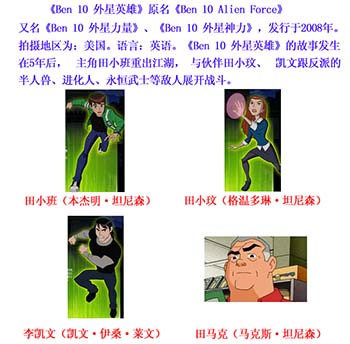 《Ben 10 外星英雄》原名《Ben 10 Alien Force》
又名《Ben 10 外星力量》、《Ben 10 外星神力》，发行于2008年。
拍摄地区为：美国。语言：英语。《Ben 10 外星英雄》的故事发生
在5年后， 主角田小班重出江湖， 与伙伴田小玟、 凯文跟反派的
半人兽、进化人、永恒武士等敌人展开战斗。
田小班（本杰明·坦尼森）
田小玟（格温多琳·坦尼森）
李凯文（凯文·伊桑·莱文）
田马克（马克斯·坦尼森）